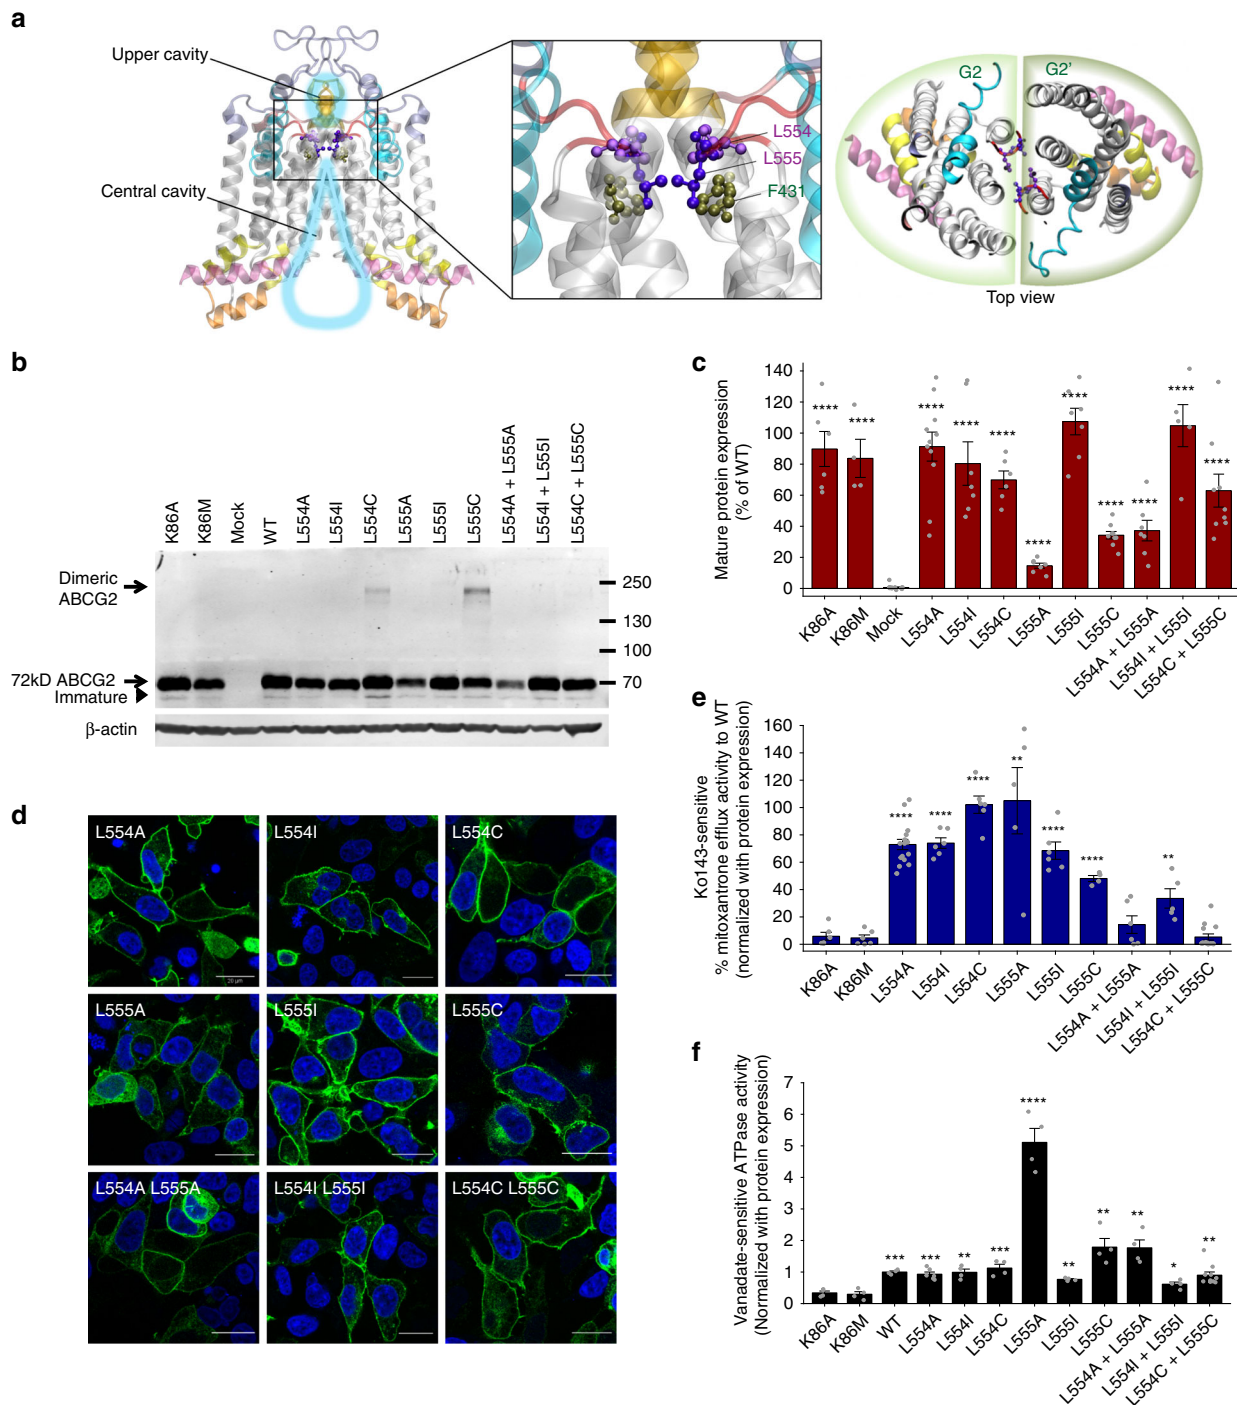 a
Upper cavity
Central cavity
L554
L555
F431
G2
G2'
Top view
b
K86A
K86M
Mock
WT
L554A
L554I
L554C
L555A
L555I
L555C
L554A + L555A
L554I + L555I
L554C + L555C
Dimeric
ABCG2
72kD ABCG2
Immature
β-actin
250
130
100
70
c
Mature protein expression
(% of WT)
140
120
100
80
60
40
20
0
****
****
****
****
****
****
****
****
****
****
****
K86A
K86M
Mock
L554A
L554I
L554C
L555A
L555I
L555C
L554A + L555A
L554I + L555I
L554C + L555C
d
L554A
L554I
L554C
20 µm
L555A
L555I
L555C
L554A L555A
L554I L555I
L554C L555C
e
Ko143-sensitive
% mitoxantrone efflux activity to WT
(normalized with protein expression)
160
140
120
100
80
60
40
20
0
****
****
****
**
****
****
**
K86A
K86M
L554A
L554I
L554C
L555A
L555I
L555C
L554A + L555A
L554I + L555I
L554C + L555C
f
Vanadate-sensitive ATPase activity
(Normalized with protein expression)
7
6
5
4
3
2
1
0
***
***
**
***
****
**
**
**
*
**
K86A
K86M
WT
L554A
L554I
L554C
L555A
L555I
L555C
L554A + L555A
L554I + L555I
L554C + L555C